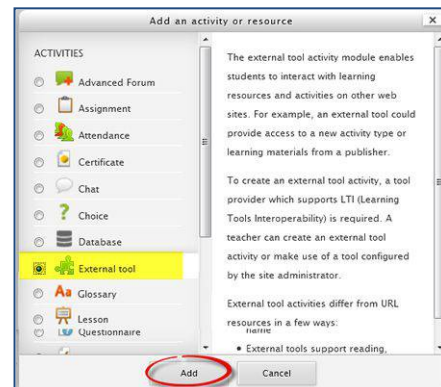 Add an activity or resource
ACTIVITIES
Advanced Forum
Assignment
Attendance
Certificate
Chat
Choice
Database
External tool
Glossary
Lesson
Questionnaire
The external tool activity module enables
students to interact with learning
resources and activities on other web
sites. For example, an external tool could
provide access to a new activity type or
learning materials from a publisher.
To create an external tool activity, a tool
provider which supports LTI (Learning
Tools Interoperability) is required. A
teacher can create an external tool
activity or make use of a tool configured
by the site administrator.
External tool activities differ from URL
resources in a few ways:
name
• External tools support reading,
Add
Cancel